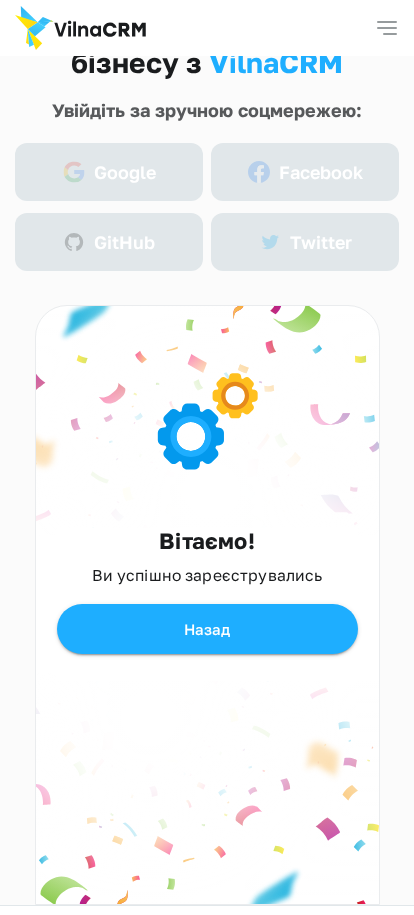 VilnaCRM
бізнесу з VilnaCRM
Увійдіть за зручною соцмережею:
Google
Facebook
GitHub
Twitter
Вітаємо!
Ви успішно зареєструвались
Назад